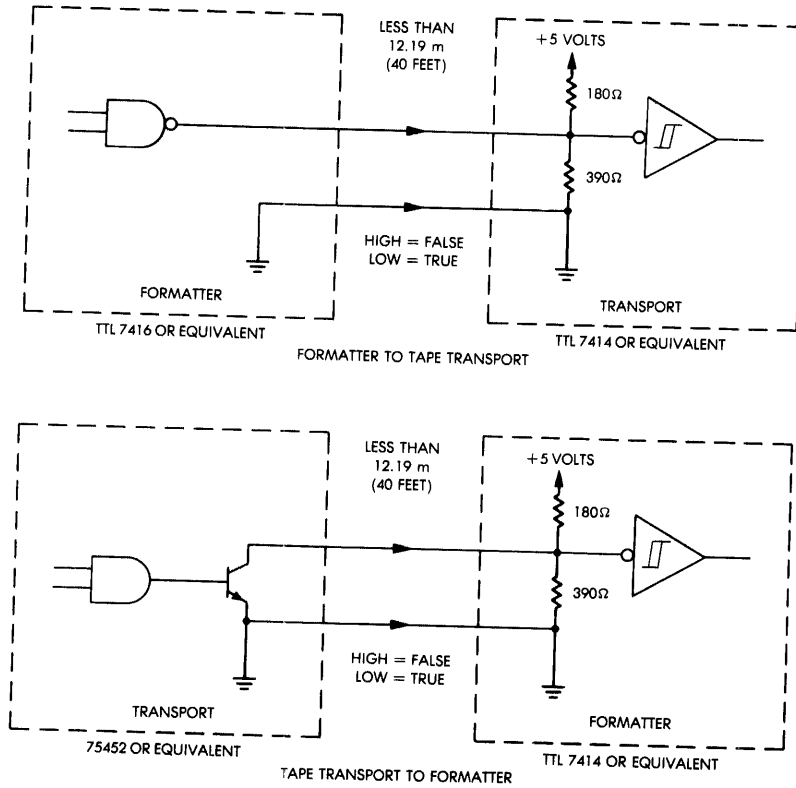 LESS THAN
12.19 m
(40 FEET)
+5 VOLTS
180Ω
390Ω
HIGH = FALSE
LOW = TRUE
FORMATTER
TRANSPORT
TTL 7416 OR EQUIVALENT
TTL 7414 OR EQUIVALENT
FORMATTER TO TAPE TRANSPORT
LESS THAN
12.19 m
(40 FEET)
+5 VOLTS
180Ω
390Ω
HIGH = FALSE
LOW = TRUE
TRANSPORT
FORMATTER
75452 OR EQUIVALENT
TTL 7414 OR EQUIVALENT
TAPE TRANSPORT TO FORMATTER